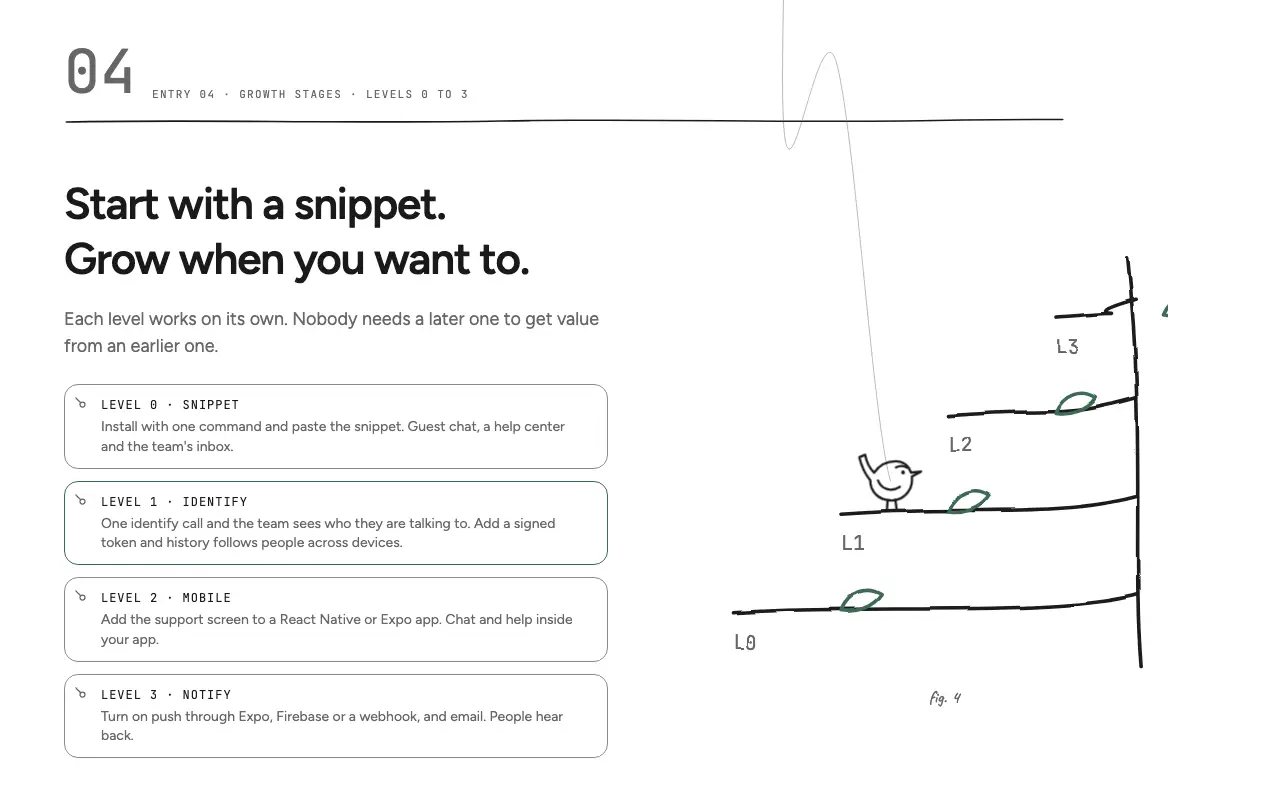 04
ENTRY 04 · GROWTH STAGES · LEVELS 0 TO 3
Start with a snippet.
Grow when you want to.
Each level works on its own. Nobody needs a later one to get value
from an earlier one.
LEVEL 0 · SNIPPET
Install with one command and paste the snippet. Guest chat, a help center
and the team's inbox.
LEVEL 1 · IDENTIFY
One identify call and the team sees who they are talking to. Add a signed
token and history follows people across devices.
LEVEL 2 · MOBILE
Add the support screen to a React Native or Expo app. Chat and help inside
your app.
LEVEL 3 · NOTIFY
Turn on push through Expo, Firebase or a webhook, and email. People hear
back.
L3
L2
L1
L0
fig. 4